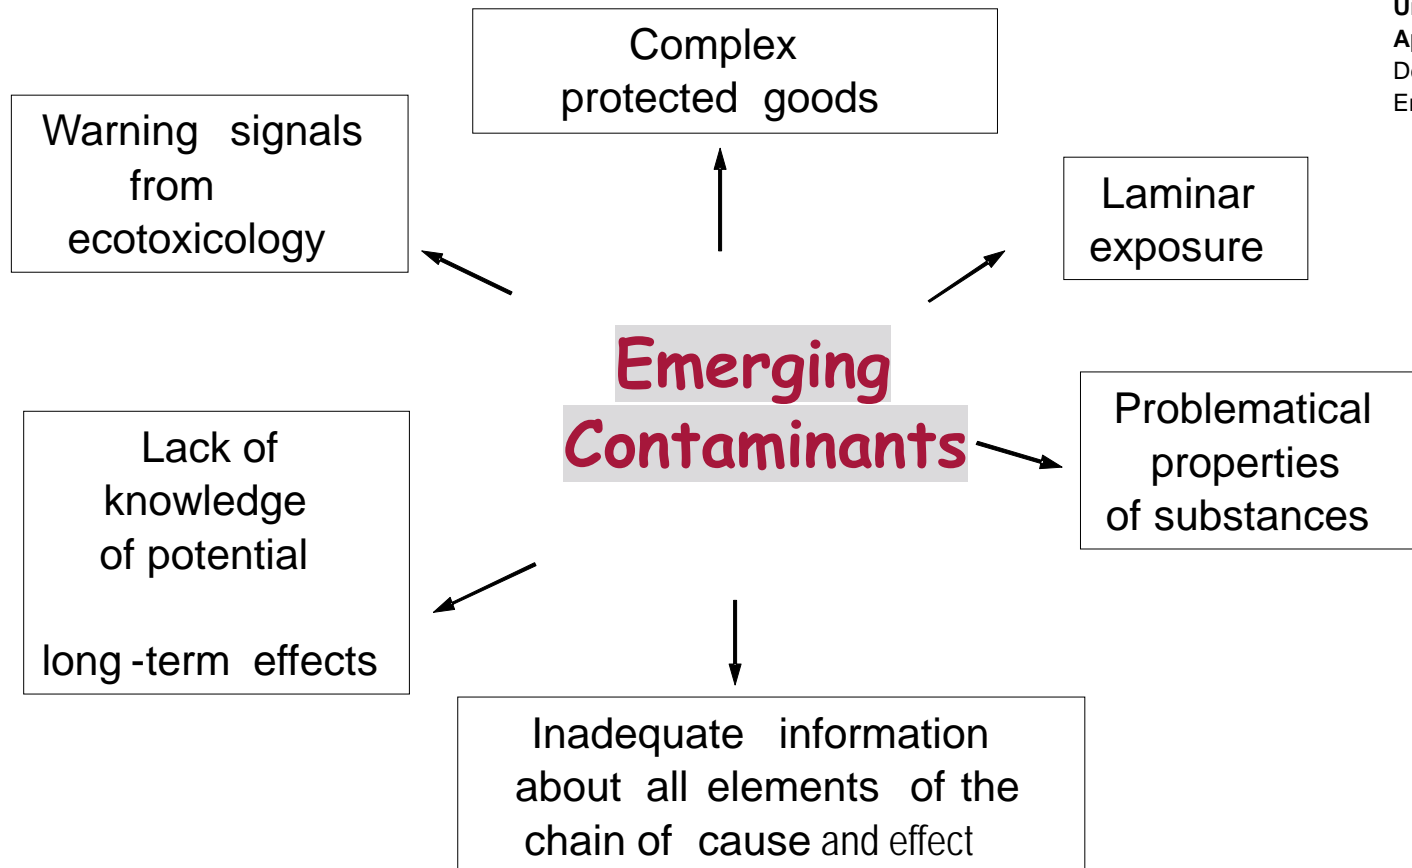 Complex
protected goods
Warning signals
from
ecotoxicology
Laminar
exposure
Emerging
Contaminants
Problematical
properties
of substances
Lack of
knowledge
of potential
long-term effects
Inadequate information
about all elements of the
chain of cause and effect